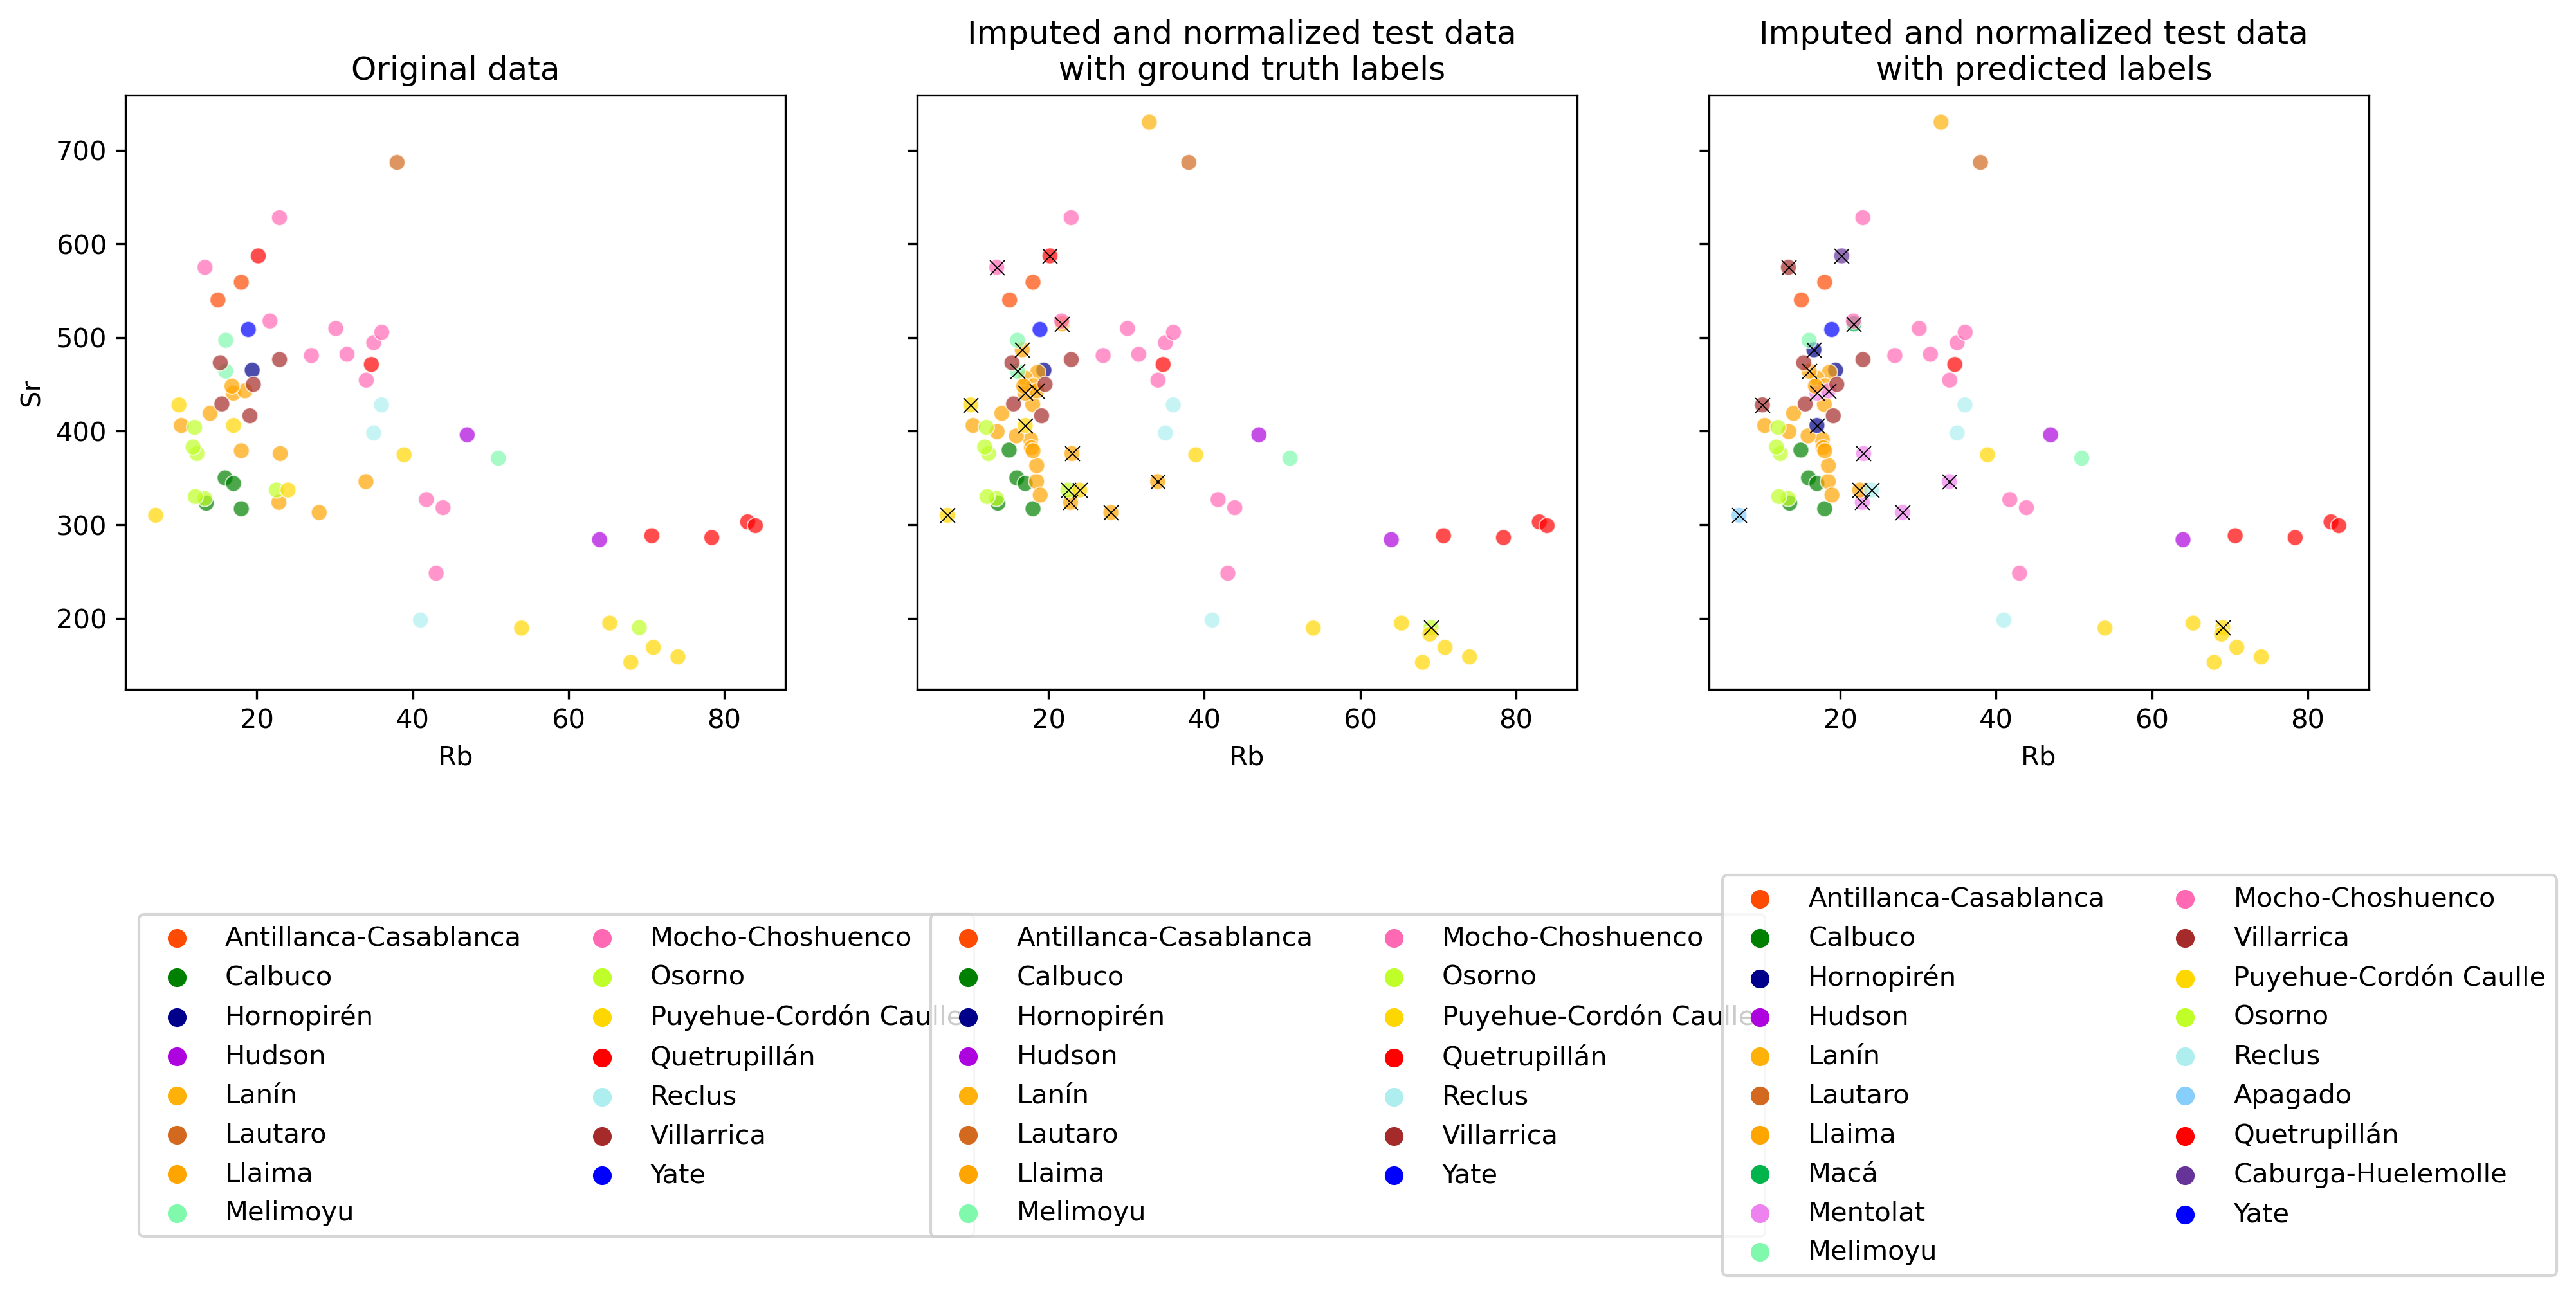 Original data
Imputed and normalized test data
with ground truth labels
Imputed and normalized test data
with predicted labels
Sr
700
600
500
400
300
200
20 40 60 80
Rb
20 40 60 80
Rb
20 40 60 80
Rb
Antillanca-Casablanca
Calbuco
Hornopirén
Hudson
Lanín
Lautaro
Llaima
Melimoyu
Mocho-Choshuenco
Osorno
Puyehue-Cordón Caulle
Quetrupillán
Reclus
Villarrica
Yate
Antillanca-Casablanca
Calbuco
Hornopirén
Hudson
Lanín
Lautaro
Llaima
Melimoyu
Mocho-Choshuenco
Osorno
Puyehue-Cordón Caulle
Quetrupillán
Reclus
Villarrica
Yate
Antillanca-Casablanca
Calbuco
Hornopirén
Hudson
Lanín
Lautaro
Llaima
Macá
Mentolat
Melimoyu
Mocho-Choshuenco
Villarrica
Puyehue-Cordón Caulle
Osorno
Reclus
Apagado
Quetrupillán
Caburga-Huelemolle
Yate